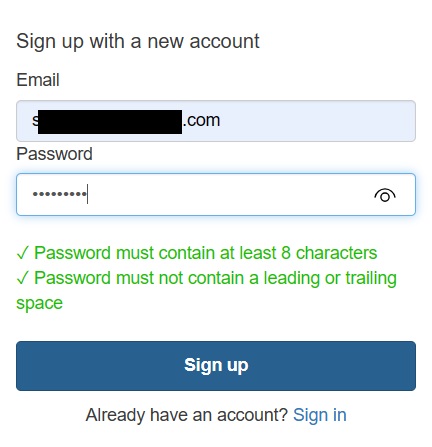 Sign up with a new account
Email
s .com
Password
•••••••••
✓ Password must contain at least 8 characters
✓ Password must not contain a leading or trailing
space
Sign up
Already have an account? Sign in